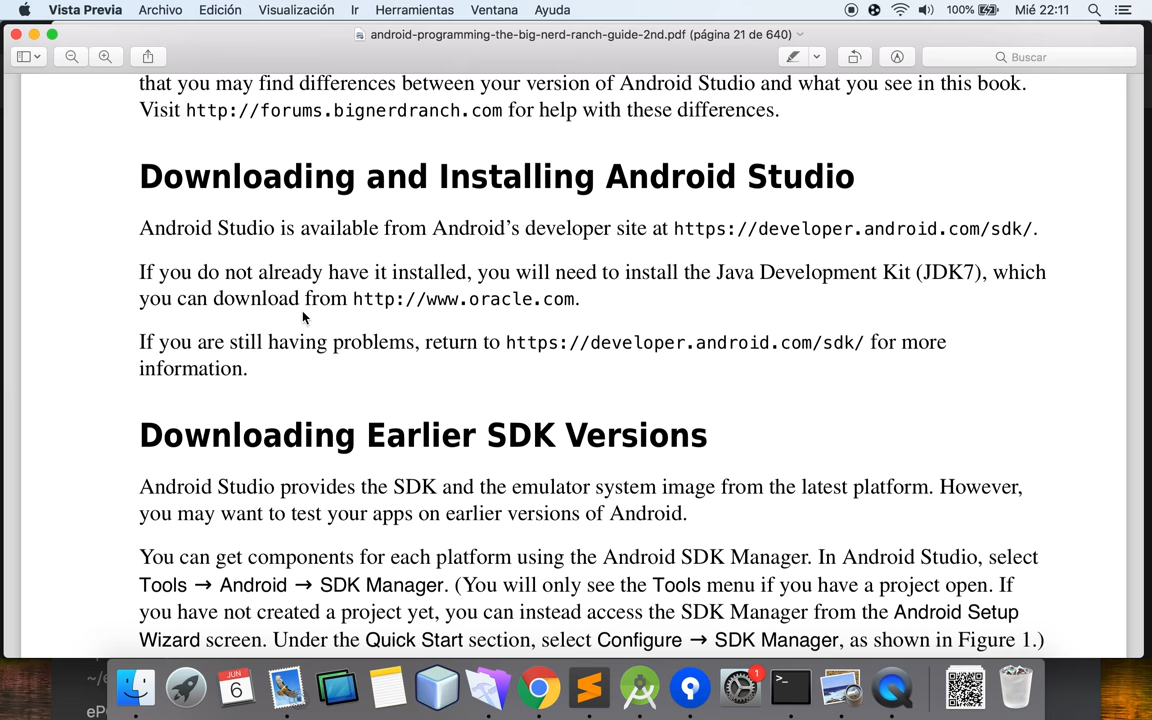 Vista Previa Archivo Edición Visualización Ir Herramientas Ventana Ayuda 100% Mié 22:11
android-programming-the-big-nerd-ranch-guide-2nd.pdf (página 21 de 640)
Buscar
that you may find differences between your version of Android Studio and what you see in this book.
Visit http://forums.bignerdranch.com for help with these differences.
Downloading and Installing Android Studio
Android Studio is available from Android’s developer site at https://developer.android.com/sdk/.
If you do not already have it installed, you will need to install the Java Development Kit (JDK7), which
you can download from http://www.oracle.com.
If you are still having problems, return to https://developer.android.com/sdk/ for more
information.
Downloading Earlier SDK Versions
Android Studio provides the SDK and the emulator system image from the latest platform. However,
you may want to test your apps on earlier versions of Android.
You can get components for each platform using the Android SDK Manager. In Android Studio, select
Tools → Android → SDK Manager. (You will only see the Tools menu if you have a project open. If
you have not created a project yet, you can instead access the SDK Manager from the Android Setup
Wizard screen. Under the Quick Start section, select Configure → SDK Manager, as shown in Figure 1.)
JUN
6
1